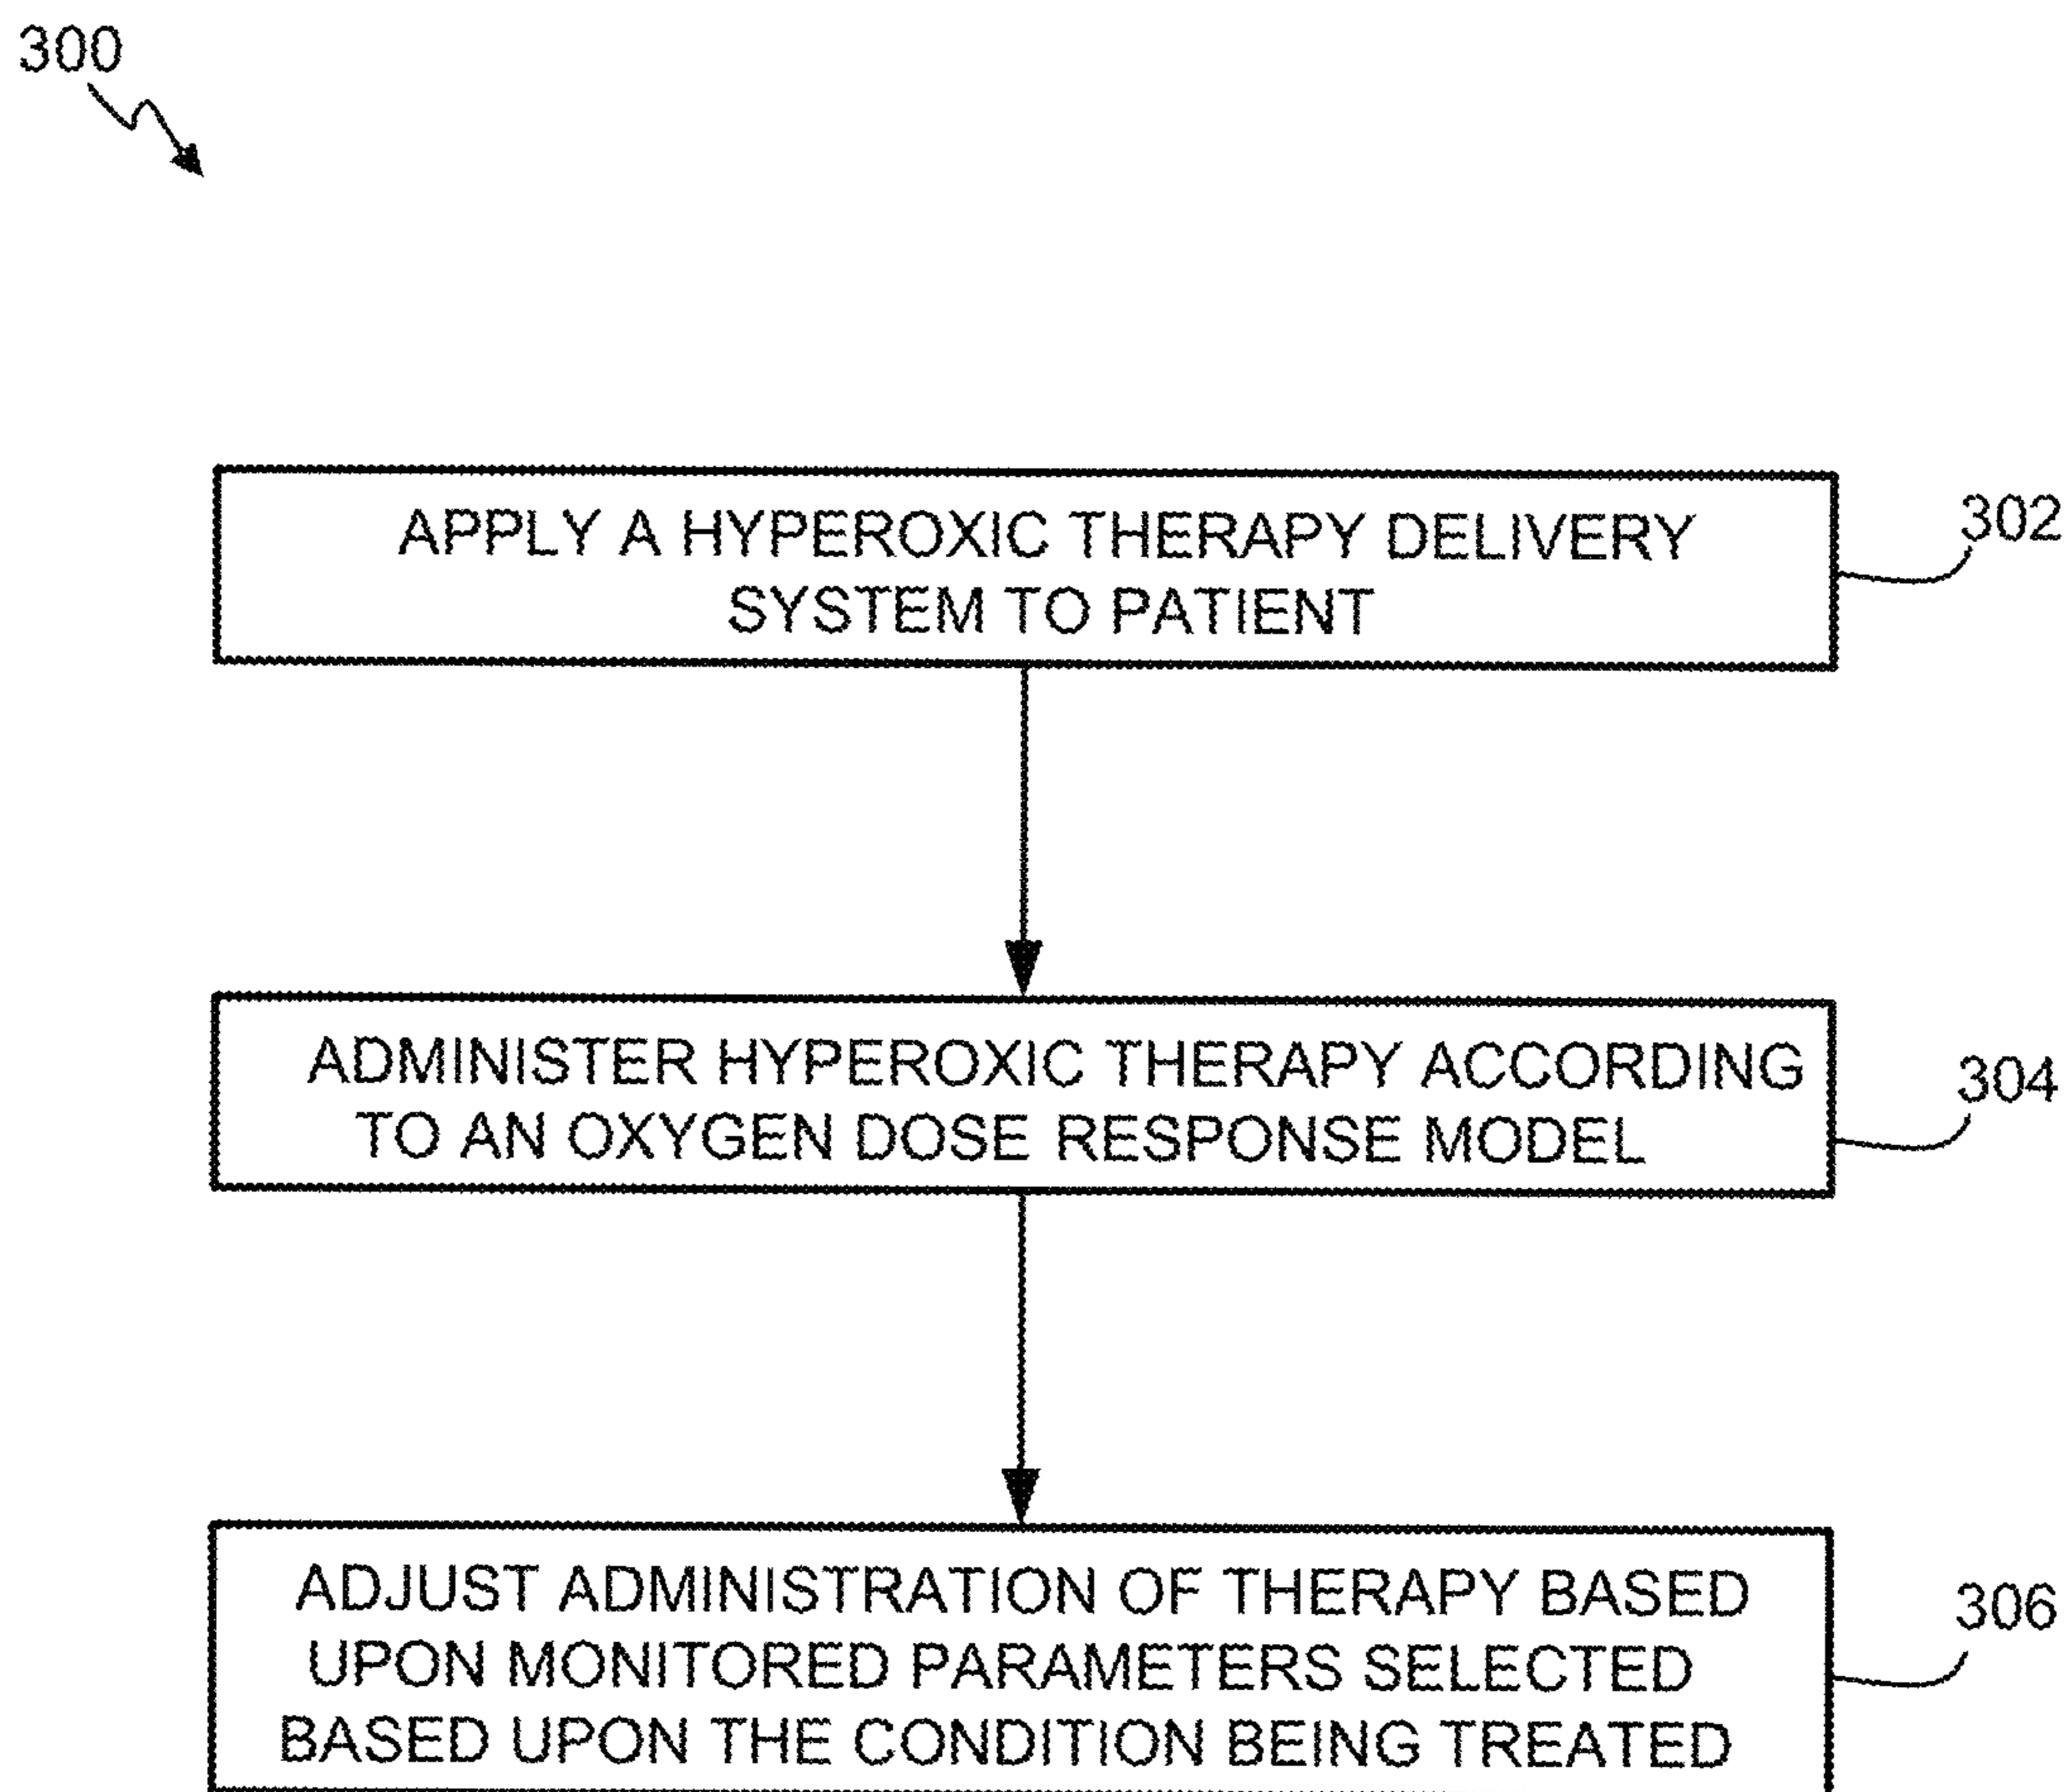 300
APPLY A HYPEROXIC THERAPY DELIVERY
SYSTEM TO PATIENT
302
ADMINISTER HYPEROXIC THERAPY ACCORDING
TO AN OXYGEN DOSE RESPONSE MODEL
304
ADJUST ADMINISTRATION OF THERAPY BASED
UPON MONITORED PARAMETERS SELECTED
BASED UPON THE CONDITION BEING TREATED
306